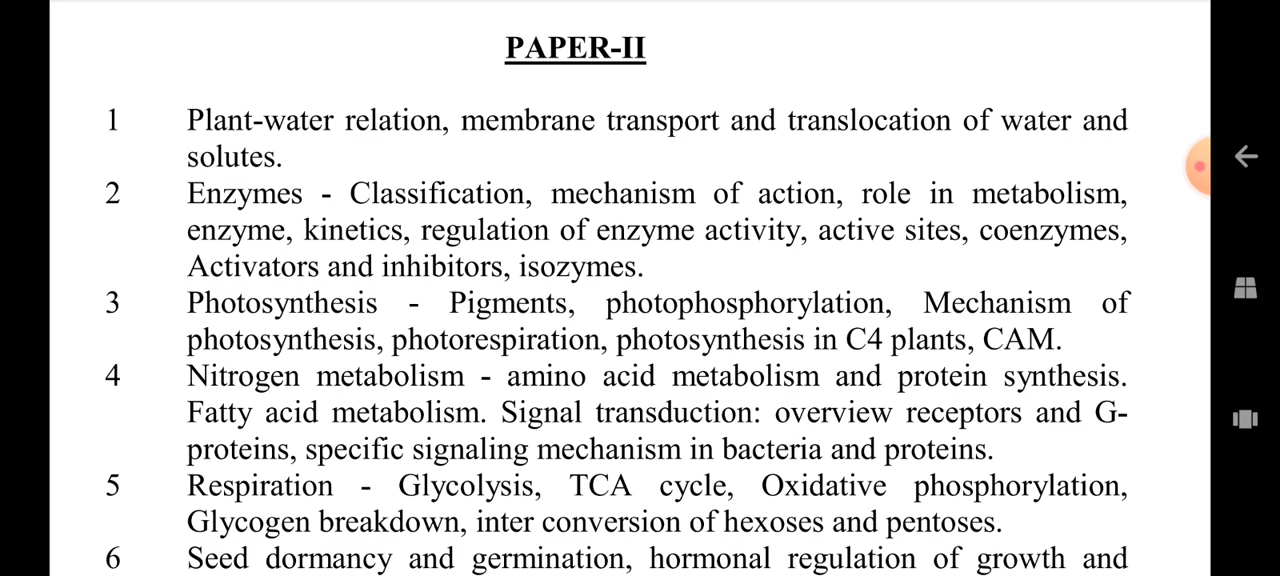 PAPER-II
1 Plant-water relation, membrane transport and translocation of water and
solutes.
2 Enzymes - Classification, mechanism of action, role in metabolism,
enzyme, kinetics, regulation of enzyme activity, active sites, coenzymes,
Activators and inhibitors, isozymes.
3 Photosynthesis - Pigments, photophosphorylation, Mechanism of
photosynthesis, photorespiration, photosynthesis in C4 plants, CAM.
4 Nitrogen metabolism - amino acid metabolism and protein synthesis.
Fatty acid metabolism. Signal transduction: overview receptors and G-
proteins, specific signaling mechanism in bacteria and proteins.
5 Respiration - Glycolysis, TCA cycle, Oxidative phosphorylation,
Glycogen breakdown, inter conversion of hexoses and pentoses.
6 Seed dormancy and germination, hormonal regulation of growth and